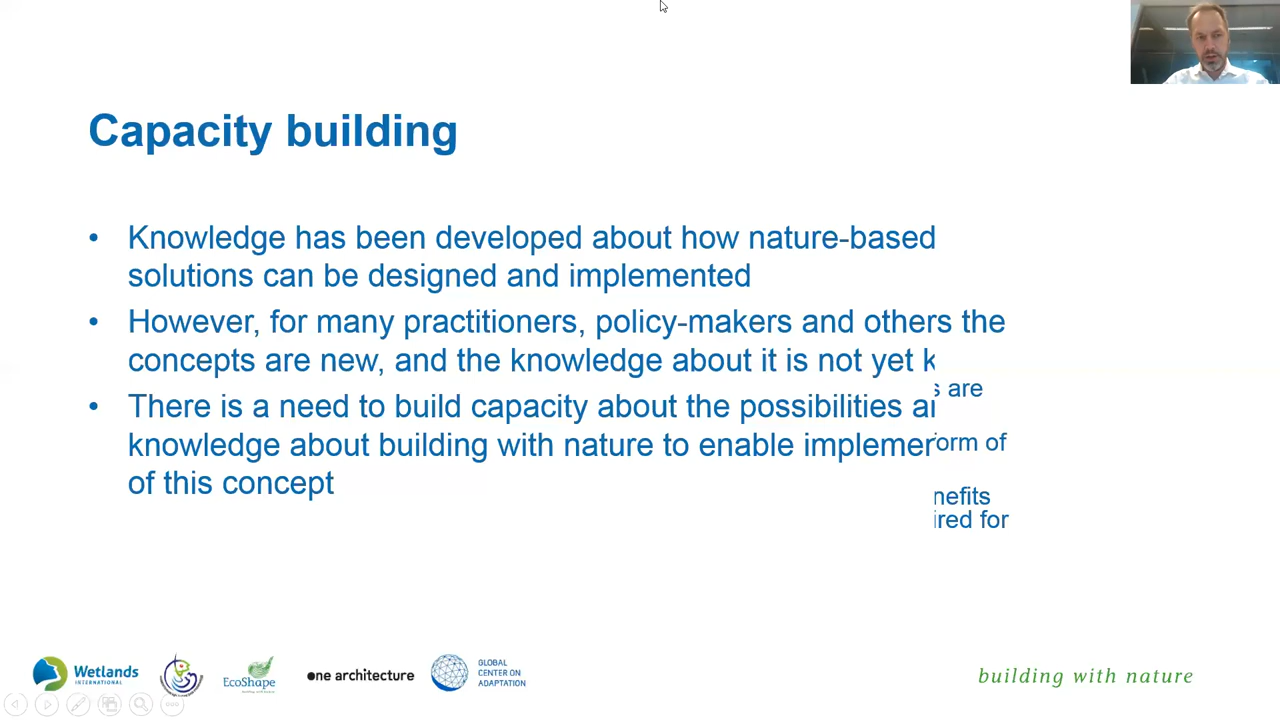 Capacity building
• Knowledge has been developed about how nature-based
solutions can be designed and implemented
• However, for many practitioners, policy-makers and others the
concepts are new, and the knowledge about it is not yet k
s are
• There is a need to build capacity about the possibilities
knowledge about building with nature to enable implemer
orm of
of this concept
nefits
ired for
Wetlands
INTERNATIONAL
EcoShape
one architecture
GLOBAL
CENTER ON
ADAPTATION
building with nature